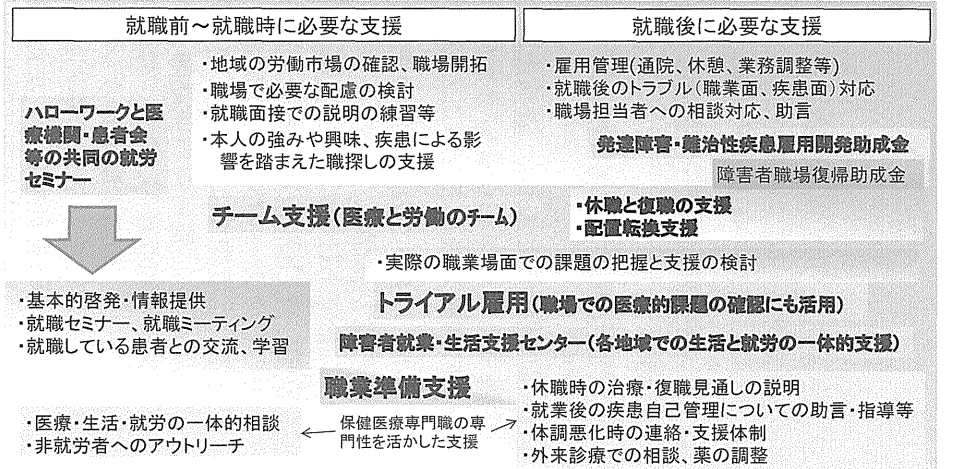 就職前～就職時に必要な支援
就職後に必要な支援
・地域の労働市場の確認、職場開拓
・職場で必要な配慮の検討
・就職面接での説明の練習等
・本人の強みや興味、疾患による影
響を踏まえた職探しの支援
・雇用管理(通院、休憩、業務調整等)
・就職後のトラブル(職業面、疾患面)対応
・職場担当者への相談対応、助言
ハローワークと医
療機関・患者会
等の共同の就労
セミナー
発達障害・難治性疾患雇用開発助成金
障害者職場復帰助成金
チーム支援(医療と労働のチーム)
・休職と復職の支援
・配置転換支援
・実際の職業場面での課題の把握と支援の検討
・基本的啓発・情報提供
・就職セミナー、就職ミーティング
・就職している患者との交流、学習
トライアル雇用(職場での医療的課題の確認にも活用)
障害者就業・生活支援センター(各地域での生活と就労の一体的支援)
職業準備支援
・医療・生活・就労の一体的相談
・非就労者へのアウトリーチ
保健医療専門職の専
門性を活かした支援
・休職時の治療・復職見通しの説明
・就業後の疾患自己管理についての助言・指導等
・体調悪化時の連絡・支援体制
・外来診療での相談、薬の調整